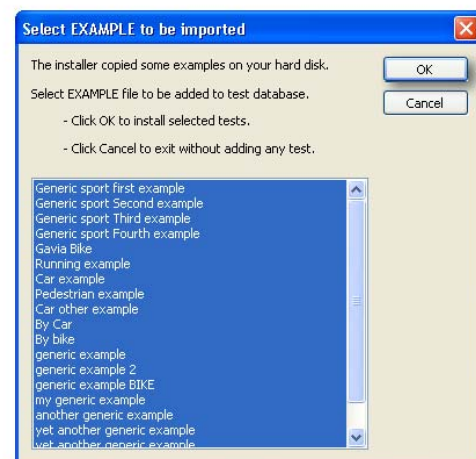 Select EXAMPLE to be imported
The installer copied some examples on your hard disk.
OK
Select EXAMPLE file to be added to test database.
Cancel
- Click OK to install selected tests.
- Click Cancel to exit without adding any test.
Generic sport first example
Generic sport Second example
Generic sport Third example
Generic sport Fourth example
Gavia Bike
Running example
Car example
Pedestrian example
Car other example
By Car
By bike
generic example
generic example 2
generic example BIKE
my generic example
another generic example
yet another generic example
yet another generic example